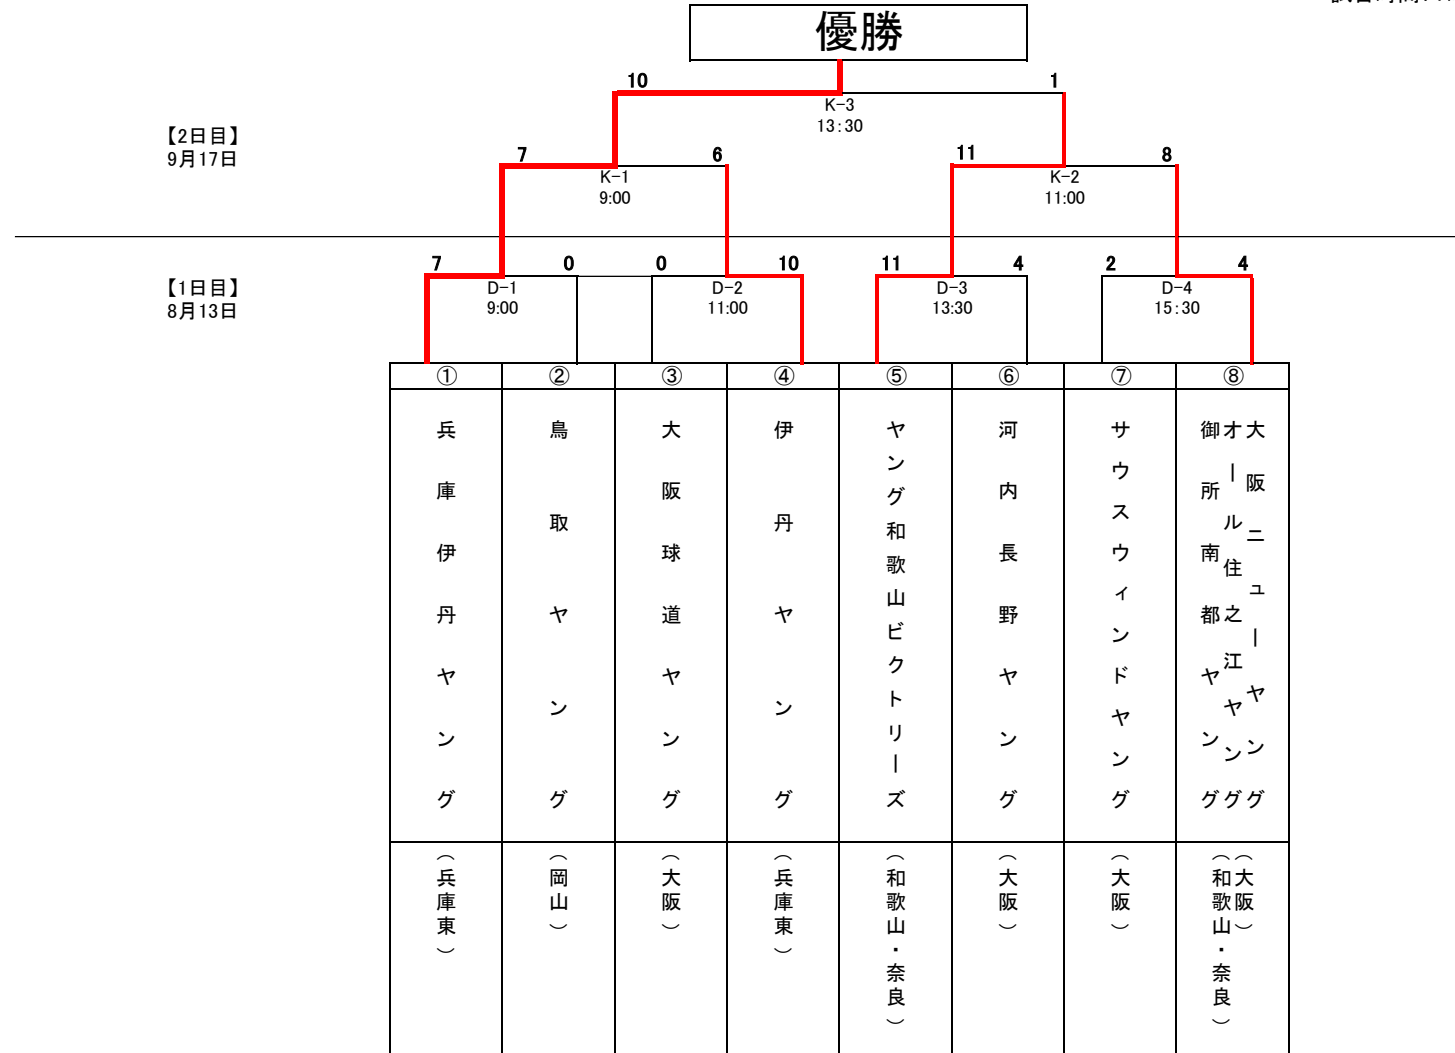 優勝
10 1
K-3
13:30
【2日目】
9月17日
7 6 11 8
K-1 K-2
9:00 11:00
7 0 0 10 11 4 2 4
【1日目】
8月13日
D-1 D-2 D-3 D-4
9:00 11:00 13:30 15:30
① ② ③ ④ ⑤ ⑥ ⑦ ⑧
兵庫伊丹ヤング
鳥取ヤング
大阪球道ヤング
伊丹ヤング
ヤング和歌山ビクトリーズ
河内長野ヤング
サウスウィンドヤング
大阪ニューヤング
オール住之江ヤング
御所南都ヤング
（兵庫東）
（岡山）
（大阪）
（兵庫東）
（和歌山・奈良）
（大阪）
（大阪）
（大阪）
（和歌山・奈良）